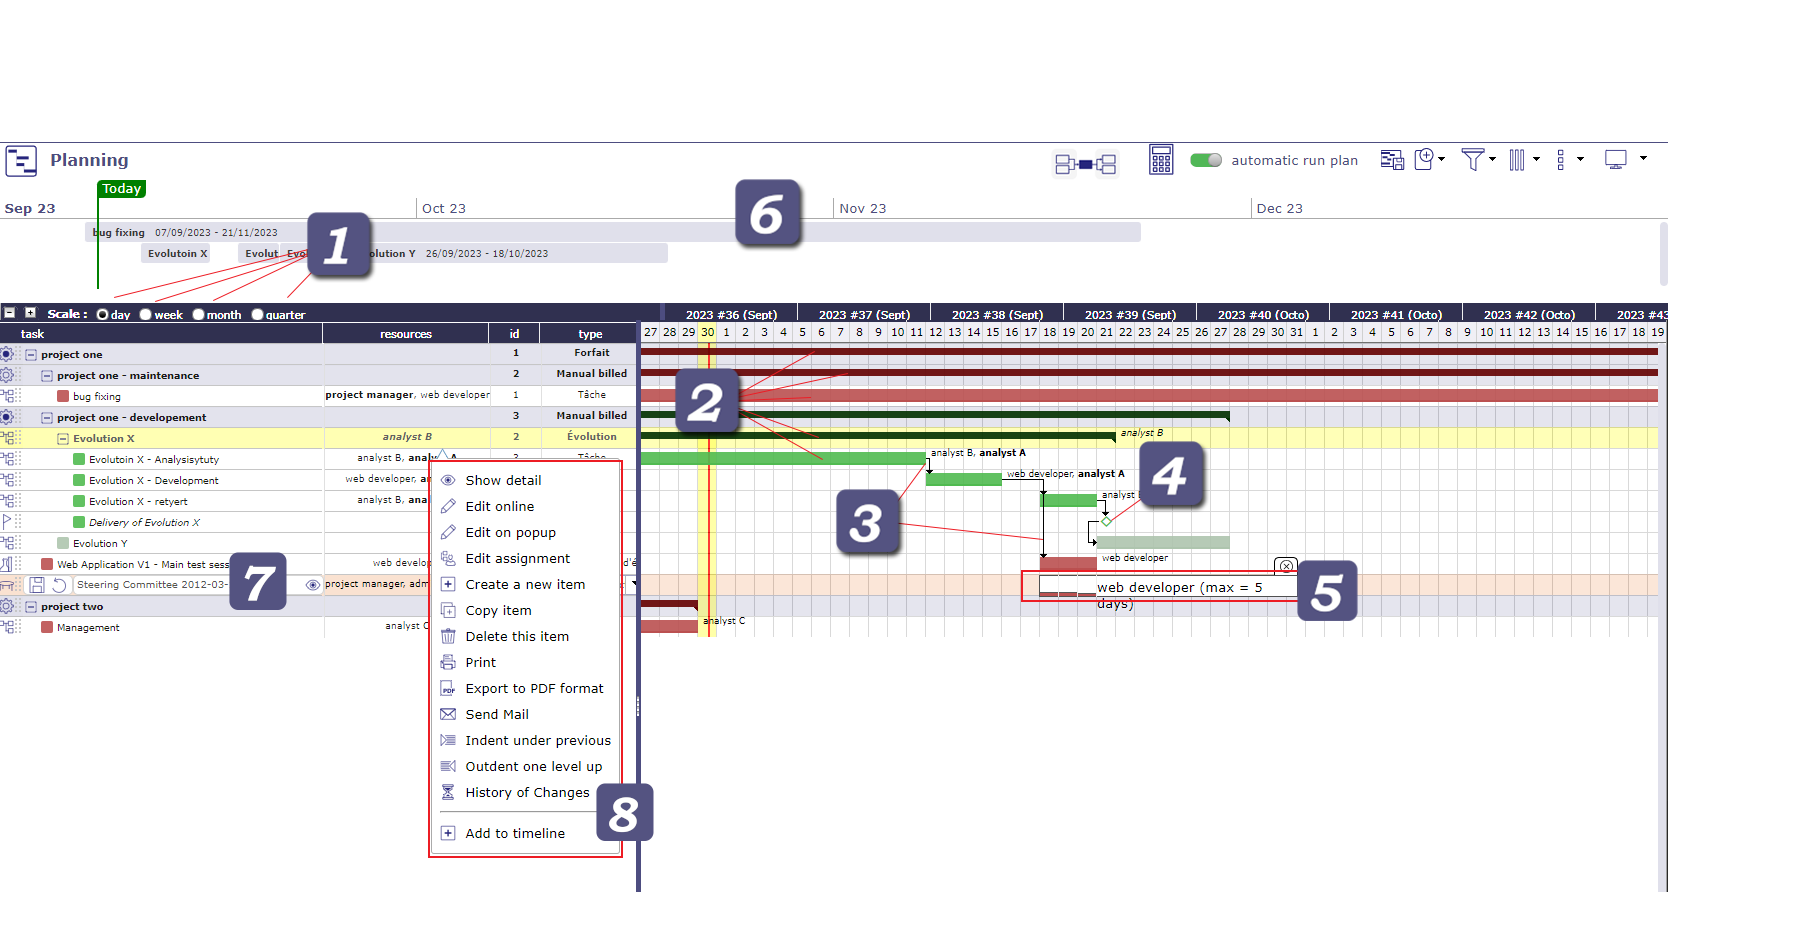 Planning
automatic run plan
Today
Sep 23
Oct 23
Nov 23
Dec 23
6
bug fixing 07/09/2023 - 21/11/2023
1
Evolutoin X
Evolut
olution Y 26/09/2023 - 18/10/2023
Scale : day week month quarter
2023 #36 (Sept) 2023 #37 (Sept) 2023 #38 (Sept) 2023 #39 (Sept) 2023 #40 (Octo) 2023 #41 (Octo) 2023 #42 (Octo) 2023 #43
task resources id type
27 28 29 30 31 1 2 3 4 5 6 7 8 9 10 11 12 13 14 15 16 17 18 19 20 21 22 23 24 25 26 27 28 29 30 31 1 2 3 4 5 6 7 8 9 10 11 12 13 14 15 16 17 18 19
project one 1 Forfait
project one - maintenance 2 Manual billed
bug fixing project manager, web developer 1 Tâche
2
project one - developement 3 Manual billed
Evolution X analyst B 2 Évolution
analyst B
Evolutoin X - Analysisytuty analyst B, analyst A 3 Tâche
analyst B, analyst A
Evolution X - Development web developer, an
web developer, analyst A
4
Evolution X - retyert analyst B, ana
analyst B
3
Delivery of Evolution X
Evolution Y
Web Application V1 - Main test sess web develop d'é
web developer
Steering Committee 2012-03- project manager, adm
7
web developer (max = 5
days)
5
project two
Management analyst C
analyst C
Show detail
Edit online
Edit on popup
Edit assignment
Create a new item
Copy item
Delete this item
Print
PDF Export to PDF format
Send Mail
Indent under previous
Outdent one level up
History of Changes
8
Add to timeline